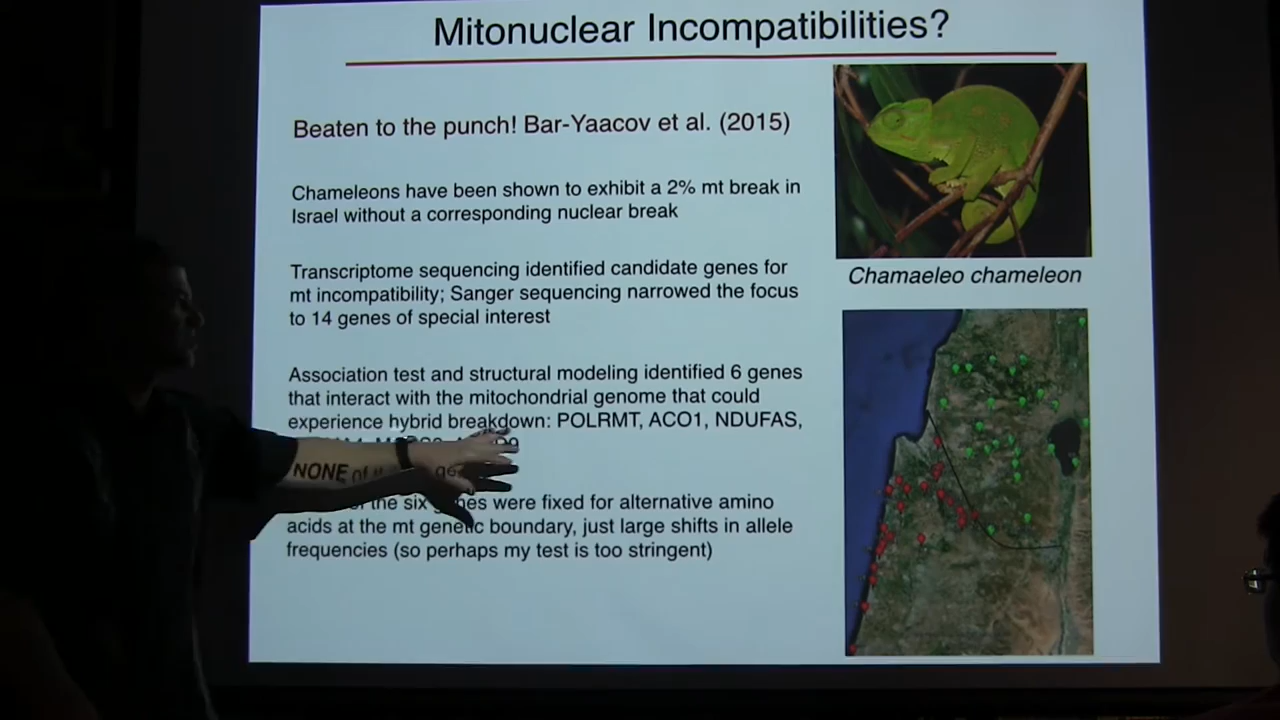 Mitonuclear Incompatibilities?
Beaten to the punch! Bar-Yaacov et al. (2015)
Chameleons have been shown to exhibit a 2% mt break in
Israel without a corresponding nuclear break
Transcriptome sequencing identified candidate genes for
mt incompatibility; Sanger sequencing narrowed the focus
to 14 genes of special interest
Association test and structural modeling identified 6 genes
that interact with the mitochondrial genome that could
experience hybrid breakdown: POLRMT, ACO1, NDUFAS,
NONE of
the six genes were fixed for alternative amino
acids at the mt genetic boundary, just large shifts in allele
frequencies (so perhaps my test is too stringent)
Chamaeleo chameleon